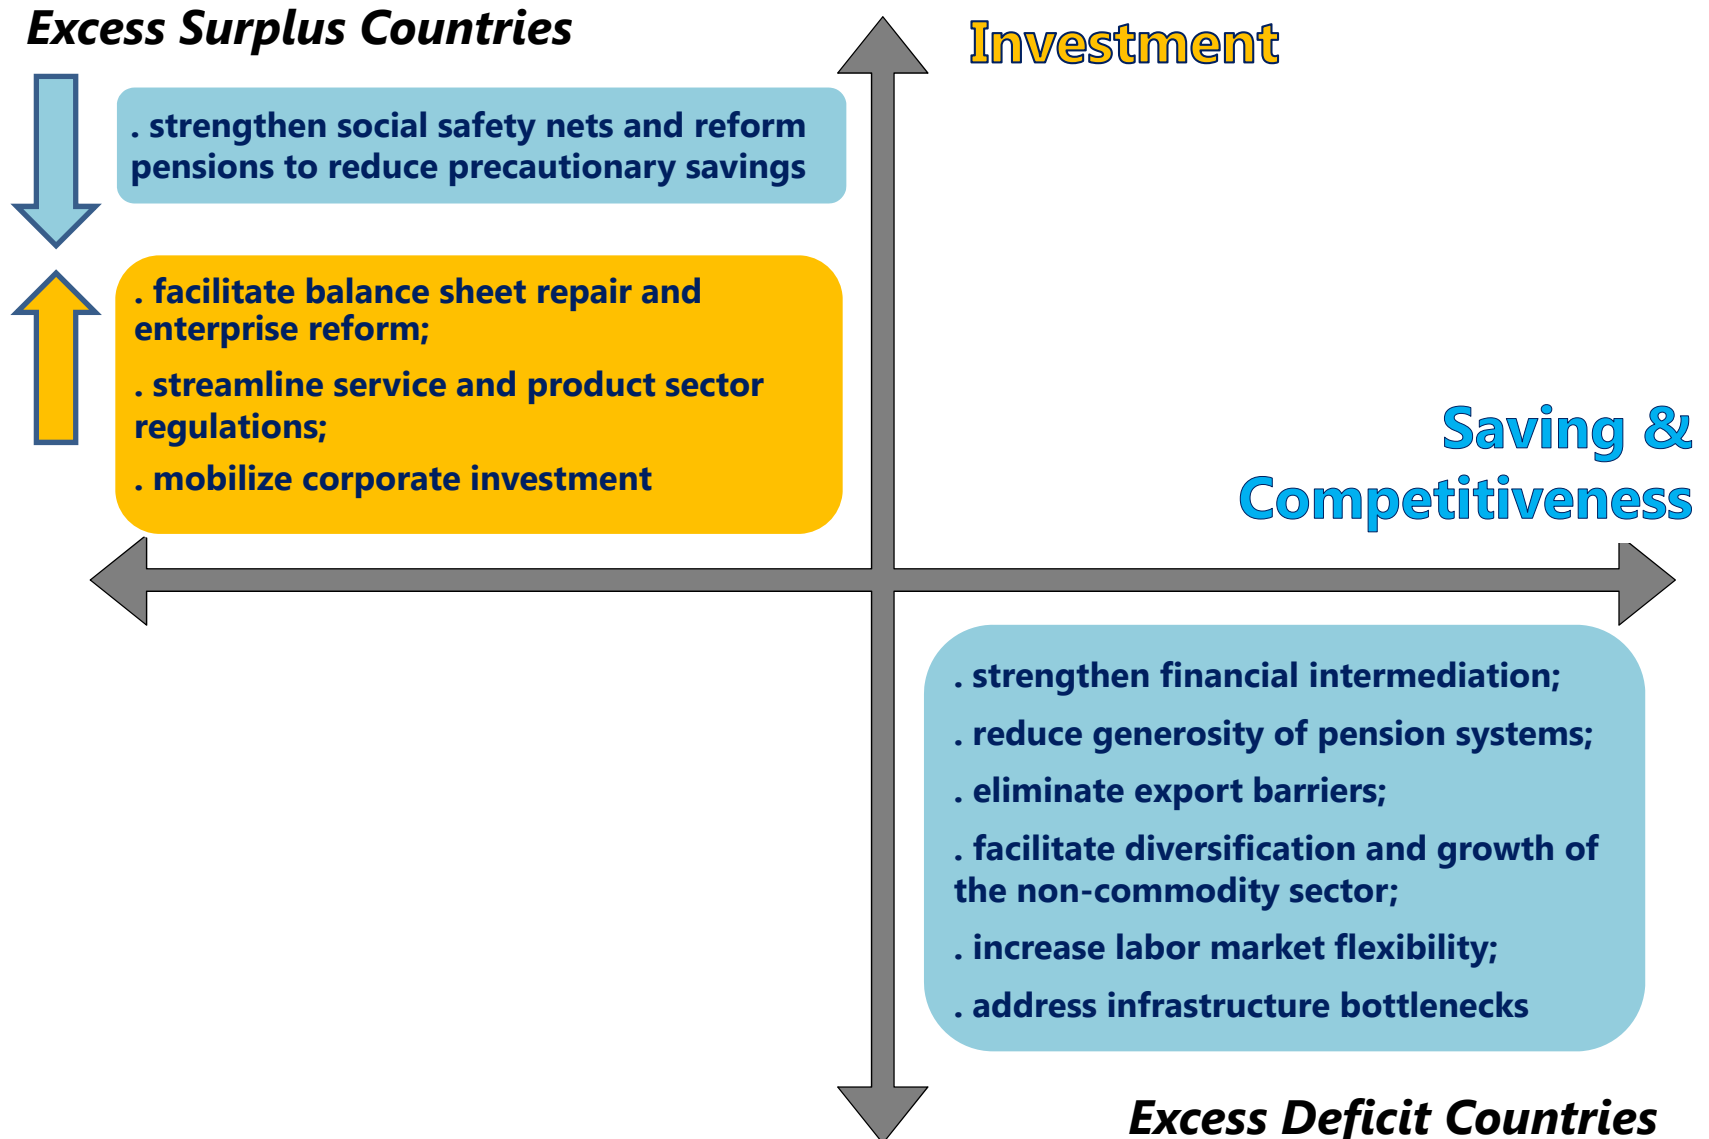 Excess Surplus Countries
Investment
. strengthen social safety nets and reform
pensions to reduce precautionary savings
. facilitate balance sheet repair and
enterprise reform;
. streamline service and product sector
regulations;
. mobilize corporate investment
Saving &
Competitiveness
. strengthen financial intermediation;
. reduce generosity of pension systems;
. eliminate export barriers;
. facilitate diversification and growth of
the non-commodity sector;
. increase labor market flexibility;
. address infrastructure bottlenecks
Excess Deficit Countries